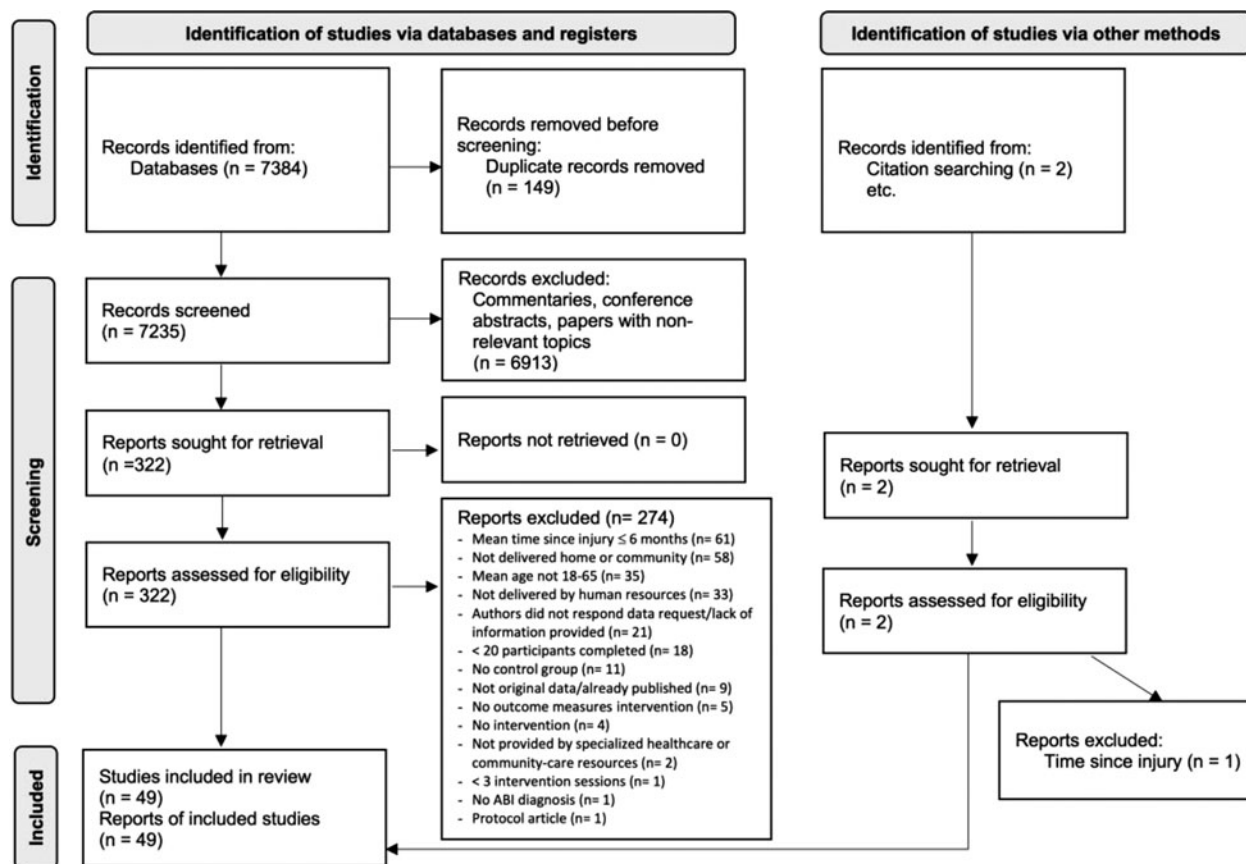 Identification of studies via databases and registers
Identification of studies via other methods
Identification
Records identified from:
Databases (n = 7384)
Records removed before
screening:
Duplicate records removed
(n = 149)
Records identified from:
Citation searching (n = 2)
etc.
Screening
Records screened
(n = 7235)
Records excluded:
Commentaries, conference
abstracts, papers with non-
relevant topics
(n = 6913)
Reports sought for retrieval
(n =322)
Reports not retrieved (n = 0)
Reports sought for retrieval
(n = 2)
Reports assessed for eligibility
(n = 322)
Reports excluded (n= 274)
- Mean time since injury ≤ 6 months (n= 61)
- Not delivered home or community (n= 58)
- Mean age not 18-65 (n= 35)
- Not delivered by human resources (n= 33)
- Authors did not respond data request/lack of
information provided (n= 21)
- < 20 participants completed (n= 18)
- No control group (n= 11)
- Not original data/already published (n= 9)
- No outcome measures intervention (n= 5)
- No intervention (n= 4)
- Not provided by specialized healthcare or
community-care resources (n= 2)
- < 3 intervention sessions (n= 1)
- No ABI diagnosis (n= 1)
- Protocol article (n= 1)
Reports assessed for eligibility
(n = 2)
Reports excluded:
Time since injury (n = 1)
Included
Studies included in review
(n = 49)
Reports of included studies
(n = 49)